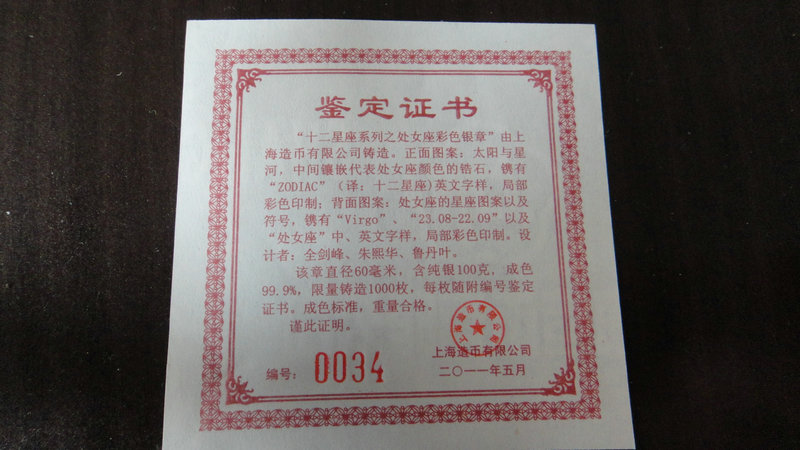 鉴定证书
“十二星座系列之处女座彩色银章”由上
海造币有限公司铸造。正面图案：太阳与星
河，中间镶嵌代表处女座颜色的锆石，镌有
“ZODIAC”（译：十二星座)英文字样，局部
彩色印制；背面图案：处女座的星座图案以及
符号，镌有“Virgo”、“23.08-22.09”以及
“处女座”中、英文字样，局部彩色印制。设
计者：全剑峰、朱熙华、鲁丹叶。
该章直径60毫米，含纯银100克，成色
99.9%，限量铸造1000枚，每枚随附编号鉴定
证书。成色标准，重量合格。
谨此证明。
上海造币有限公司
上海造币有限公司
编号：0034
二〇一一年五月